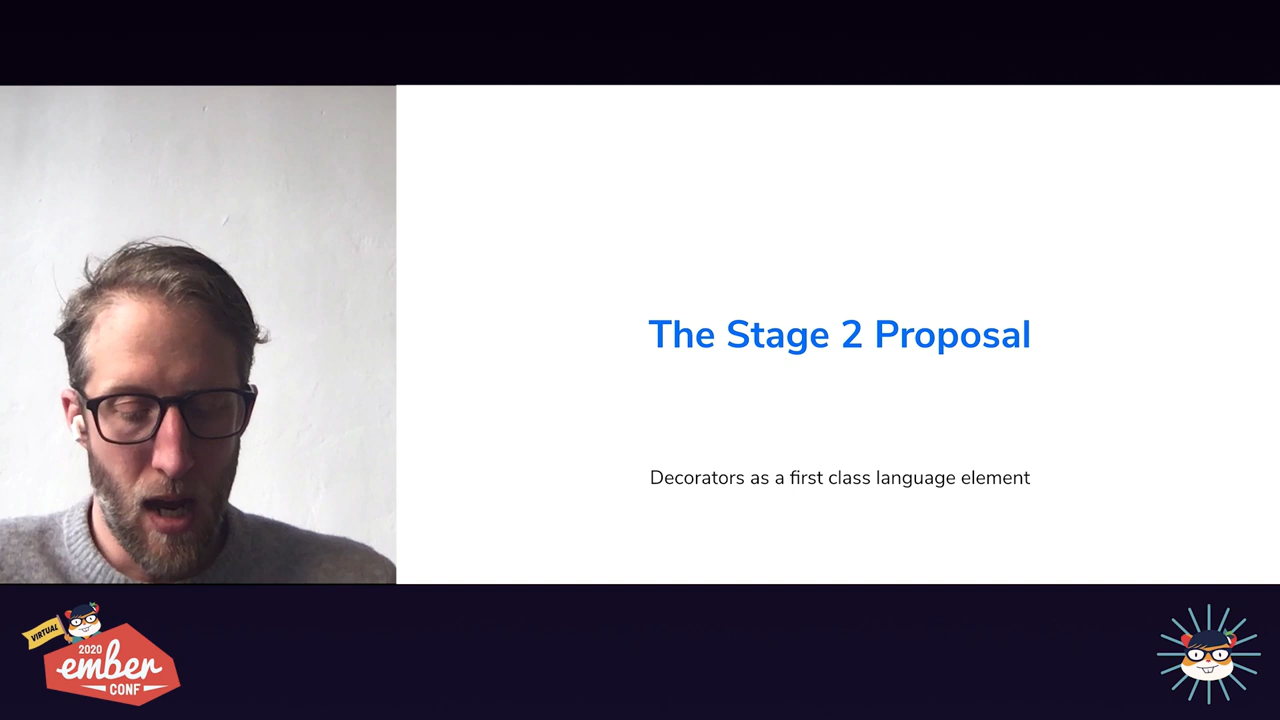 The Stage 2 Proposal
Decorators as a first class language element
VIRTUAL
2020
ember
CONF